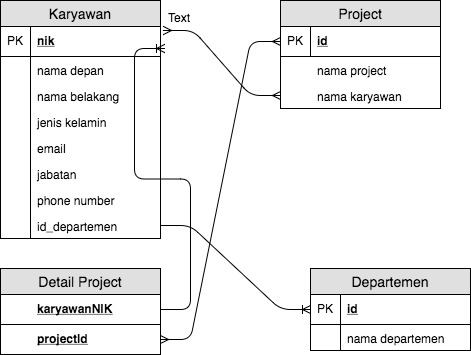 Karyawan
PK nik
nama depan
nama belakang
jenis kelamin
email
jabatan
phone number
id_departemen
Text
Project
PK id
nama project
nama karyawan
Detail Project
karyawanNIK
projectId
Departemen
PK id
nama departemen